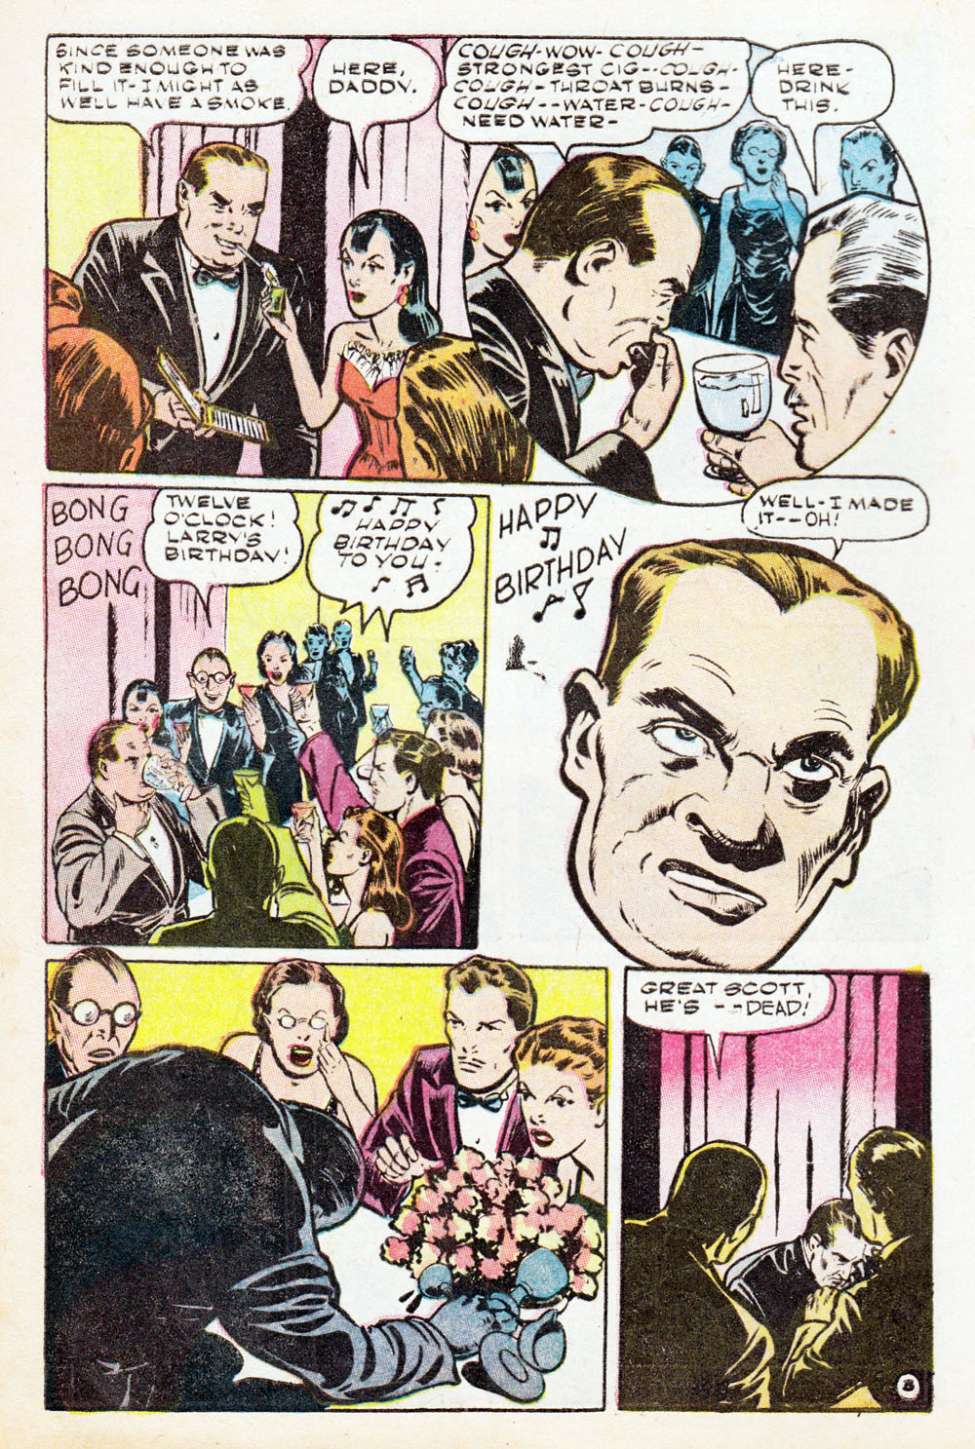 SINCE SOMEONE WAS
KIND ENOUGH TO
FILL IT-I MIGHT AS
WELL HAVE A SMOKE.
HERE,
DADDY.
COUGH-WOW-COUGH-
STRONGEST CIG--COUGH-
COUGH-THROAT BURNS-
COUGH--WATER-COUGH-
NEED WATER-
HERE-
DRINK
THIS.
BONG
BONG
BONG
TWELVE
O'CLOCK!
LARRY'S
BIRTHDAY!
HAPPY
BIRTHDAY
TO YOU-
HAPPY
BIRTHDAY
WELL-I MADE
IT--OH!
GREAT SCOTT,
HE'S --DEAD!
8